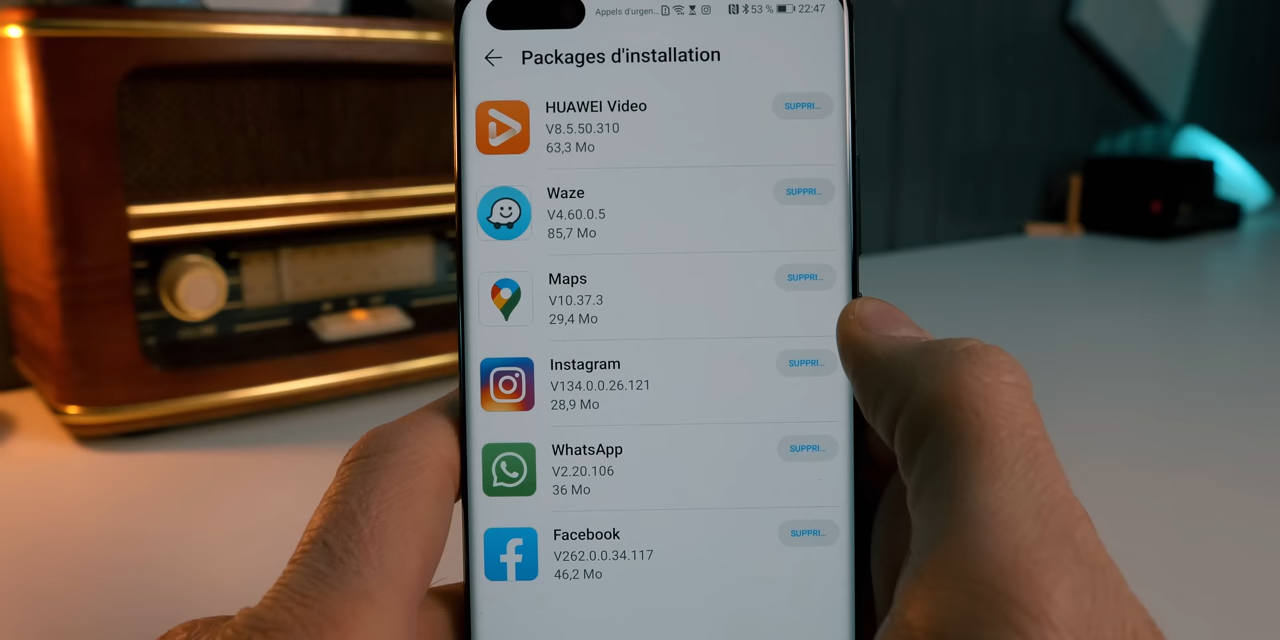 Appels d'urgen... 53 % 22:47
Packages d'installation
HUAWEI Video
SUPPRI...
V8.5.50.310
63,3 Mo
Waze
SUPPRI...
V4.60.0.5
85,7 Mo
Maps
SUPPRI...
V10.37.3
29,4 Mo
Instagram
SUPPRI...
V134.0.0.26.121
28,9 Mo
WhatsApp
SUPPRI...
V2.20.106
36 Mo
Facebook
SUPPRI...
V262.0.0.34.117
46,2 Mo